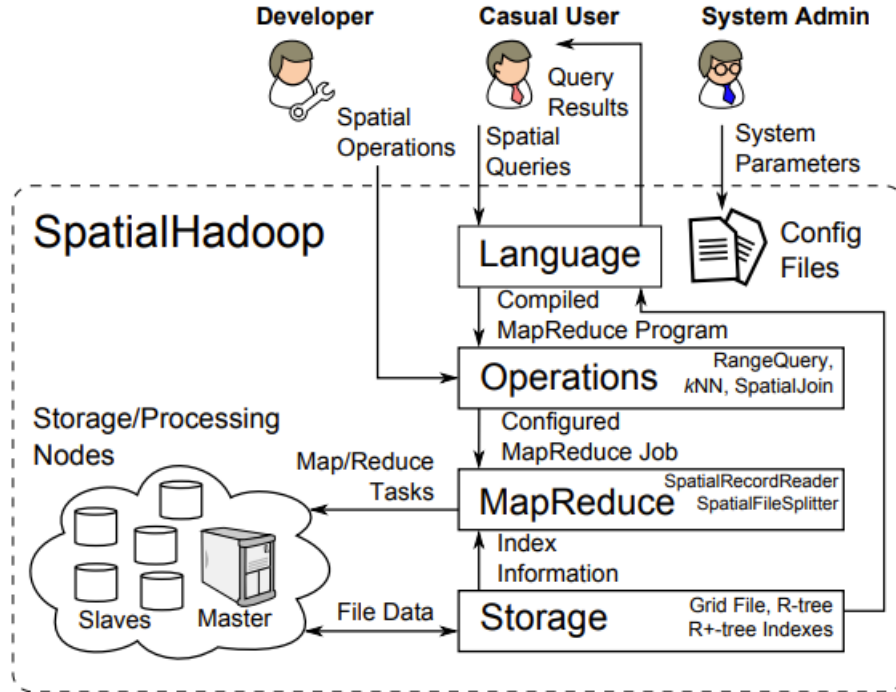 Developer
Casual User
System Admin
Query
Results
Spatial
Operations
Spatial
Queries
System
Parameters
SpatialHadoop
Language
Config
Files
Compiled
MapReduce Program
Operations
RangeQuery,
kNN, SpatialJoin
Storage/Processing
Nodes
Configured
MapReduce Job
Map/Reduce
Tasks
MapReduce
SpatialRecordReader
SpatialFileSplitter
Index
Information
Slaves
Master
File Data
Storage
Grid File, R-tree
R+-tree Indexes